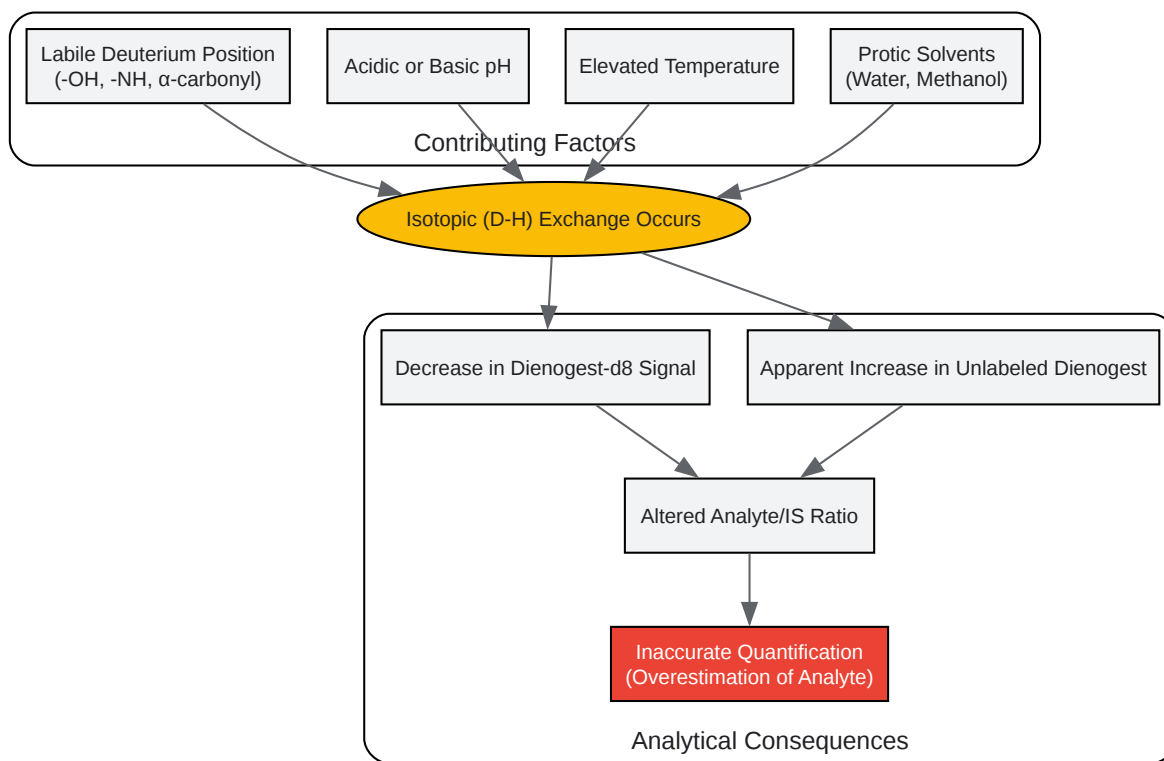 Labile Deuterium Position
(-OH, -NH, α-carbonyl)
Acidic or Basic pH
Elevated Temperature
Protic Solvents
(Water, Methanol)
Contributing Factors
Isotopic (D-H) Exchange Occurs
Decrease in Dienogest-d8 Signal
Apparent Increase in Unlabeled Dienogest
Altered Analyte/IS Ratio
Inaccurate Quantification
(Overestimation of Analyte)
Analytical Consequences